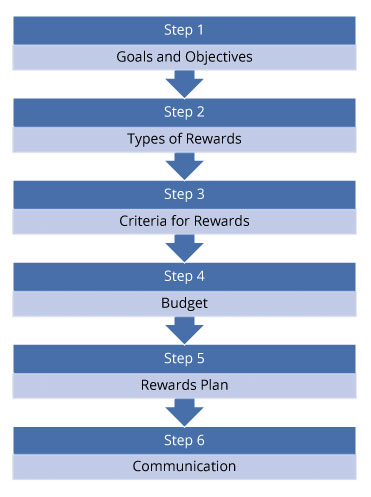 Step 1
Goals and Objectives
Step 2
Types of Rewards
Step 3
Criteria for Rewards
Step 4
Budget
Step 5
Rewards Plan
Step 6
Communication